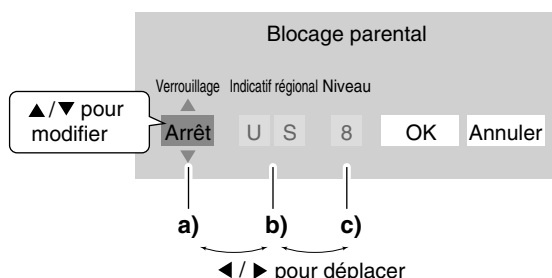 Blocage parental
Verrouillage Indicatif régional Niveau
▲/▼ pour
modifier
Arrêt U S 8 OK Annuler
a) b) c)
◀ / ▶ pour déplacer